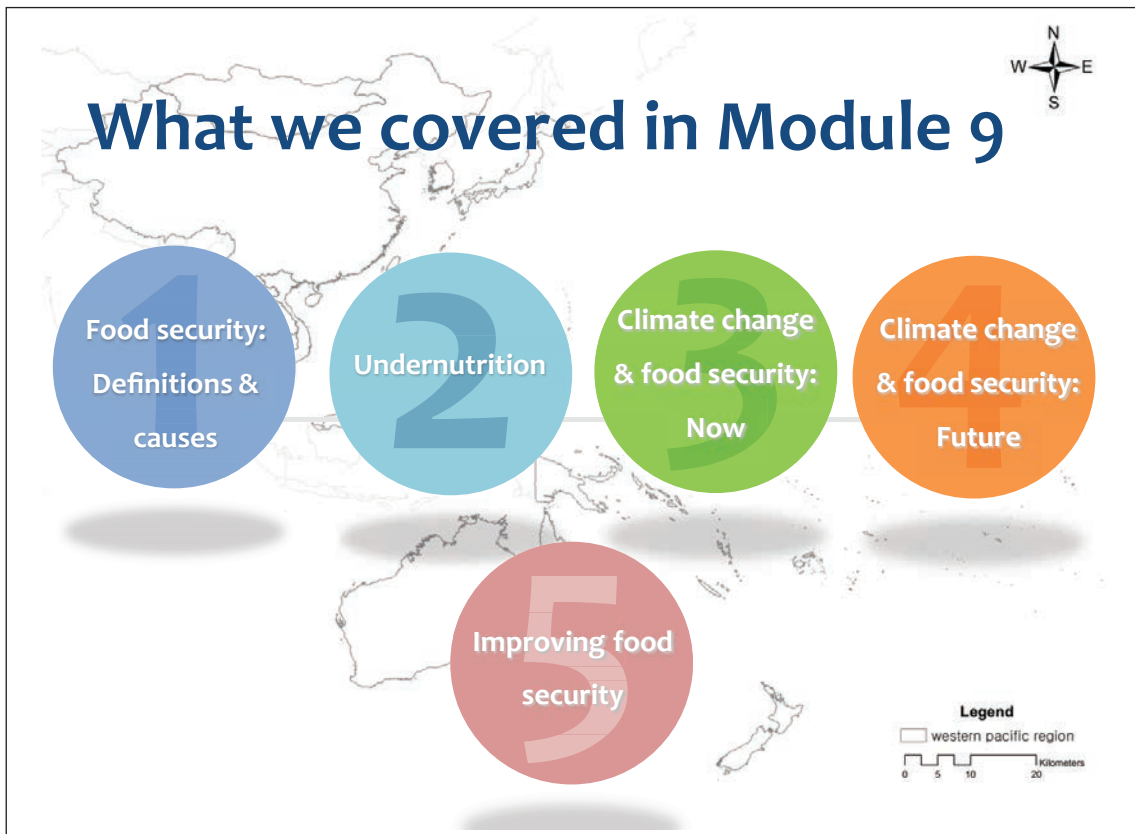 N
W E
S
What we covered in Module 9
1
Food security:
Definitions &
causes
2
Undernutrition
3
Climate change
& food security:
Now
4
Climate change
& food security:
Future
5
Improving food
security
Legend
western pacific region
Kilometers
0 5 10 20